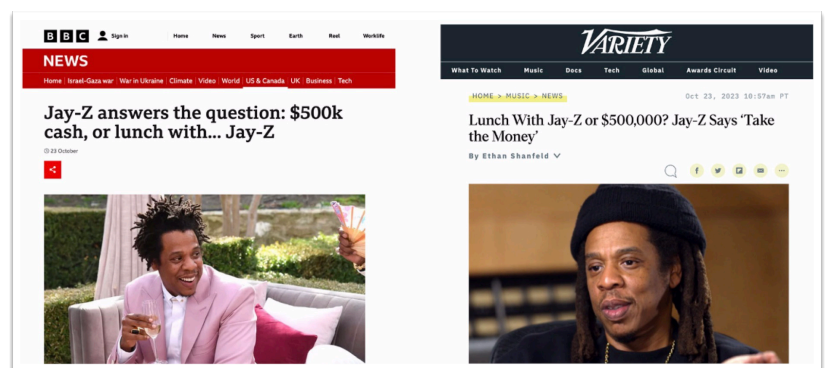 BBC Sign in Home News Sport Earth Reel Worklife
NEWS
Home Israel-Gaza war War in Ukraine Climate Video World US & Canada UK Business Tech
Jay-Z answers the question: $500k
cash, or lunch with... Jay-Z
23 October
VARIETY
What To Watch Music Docs Tech Global Awards Circuit Video
HOME > MUSIC > NEWS Oct 23, 2023 10:57am PT
Lunch With Jay-Z or $500,000? Jay-Z Says ‘Take
the Money’
By Ethan Shanfeld